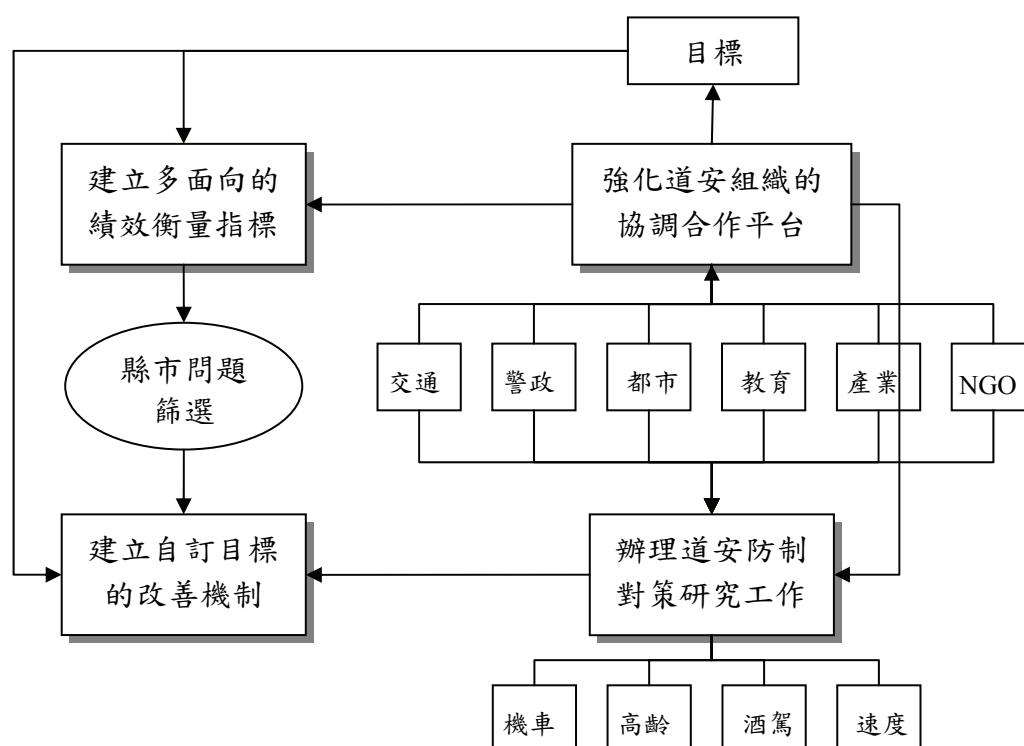 目標
建立多面向的
績效衡量指標
強化道安組織的
協調合作平台
縣市問題
篩選
交通
警政
都市
教育
產業
NGO
建立自訂目標
的改善機制
辦理道安防制
對策研究工作
機車
高齡
酒駕
速度